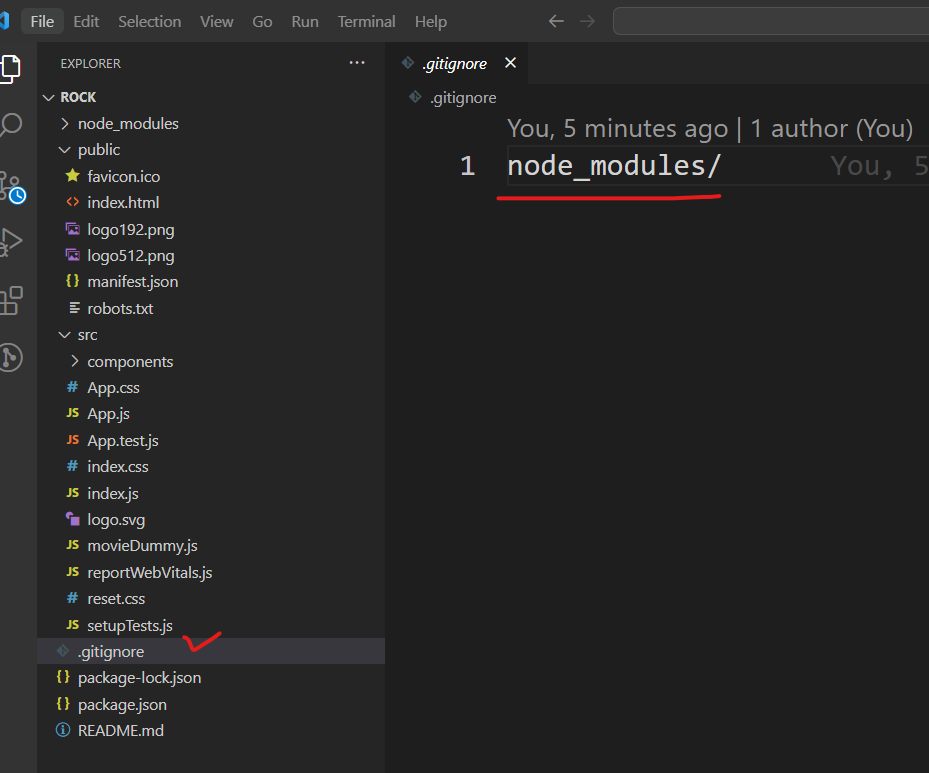 File Edit Selection View Go Run Terminal Help
EXPLORER
.gitignore
ROCK
.gitignore
node_modules
You, 5 minutes ago | 1 author (You)
public
1 node_modules/ You, 5
favicon.ico
index.html
logo192.png
logo512.png
manifest.json
robots.txt
src
components
App.css
App.js
App.test.js
index.css
index.js
logo.svg
movieDummy.js
reportWebVitals.js
reset.css
setupTests.js
.gitignore
package-lock.json
package.json
README.md